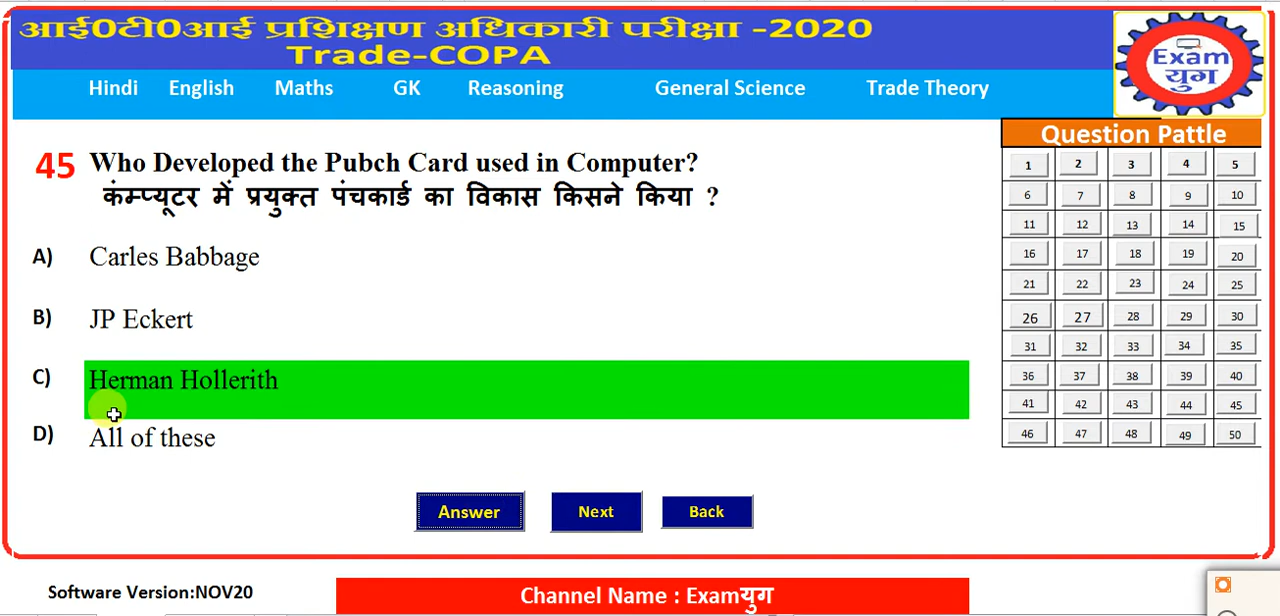 आई0टी0आई प्रशिक्षण अधिकारी परीक्षा -2020
Trade-COPA
Exam
युग
Hindi English Maths GK Reasoning General Science Trade Theory
Question Pattle
45 Who Developed the Pubch Card used in Computer?
कंम्प्यूटर में प्रयुक्त पंचकार्ड का विकास किसने किया ?
A) Carles Babbage
B) JP Eckert
C) Herman Hollerith
D) All of these
1 2 3 4 5
6 7 8 9 10
11 12 13 14 15
16 17 18 19 20
21 22 23 24 25
26 27 28 29 30
31 32 33 34 35
36 37 38 39 40
41 42 43 44 45
46 47 48 49 50
Answer Next Back
Software Version:NOV20
Channel Name : Examयुग